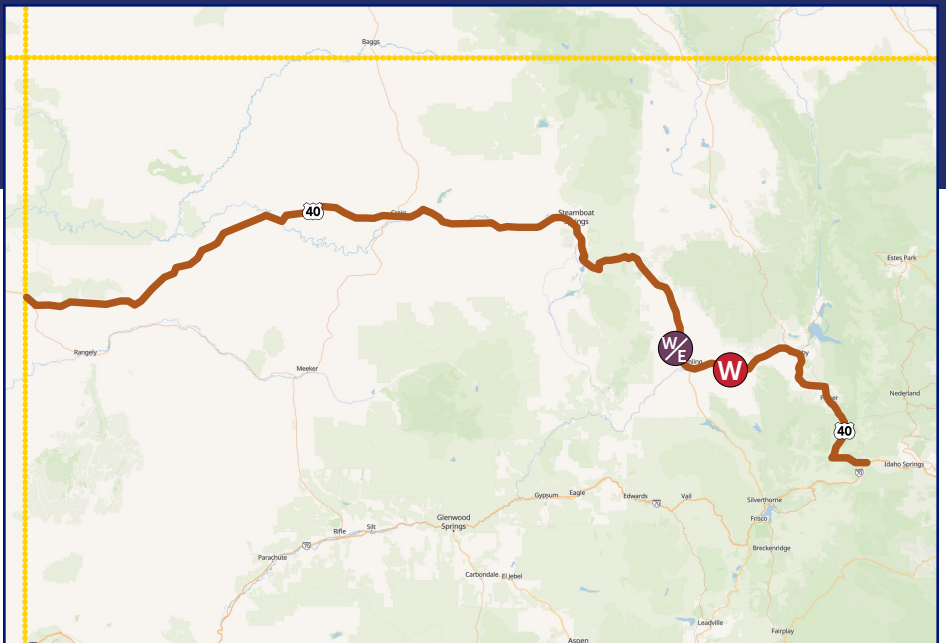 Baggs
40
Steamboat
Estes Park
W/E
W
Rangely
Meeker
Nederland
40
Idaho Springs
70
Gypsum
Eagle
Edwards
70
Vail
Silverthorne
Frisco
Glenwood
Springs
Rifle
Silt
70
Parachute
Breckenridge
Carbondale
El Jebel
Aspen
Leadville
Fairplay